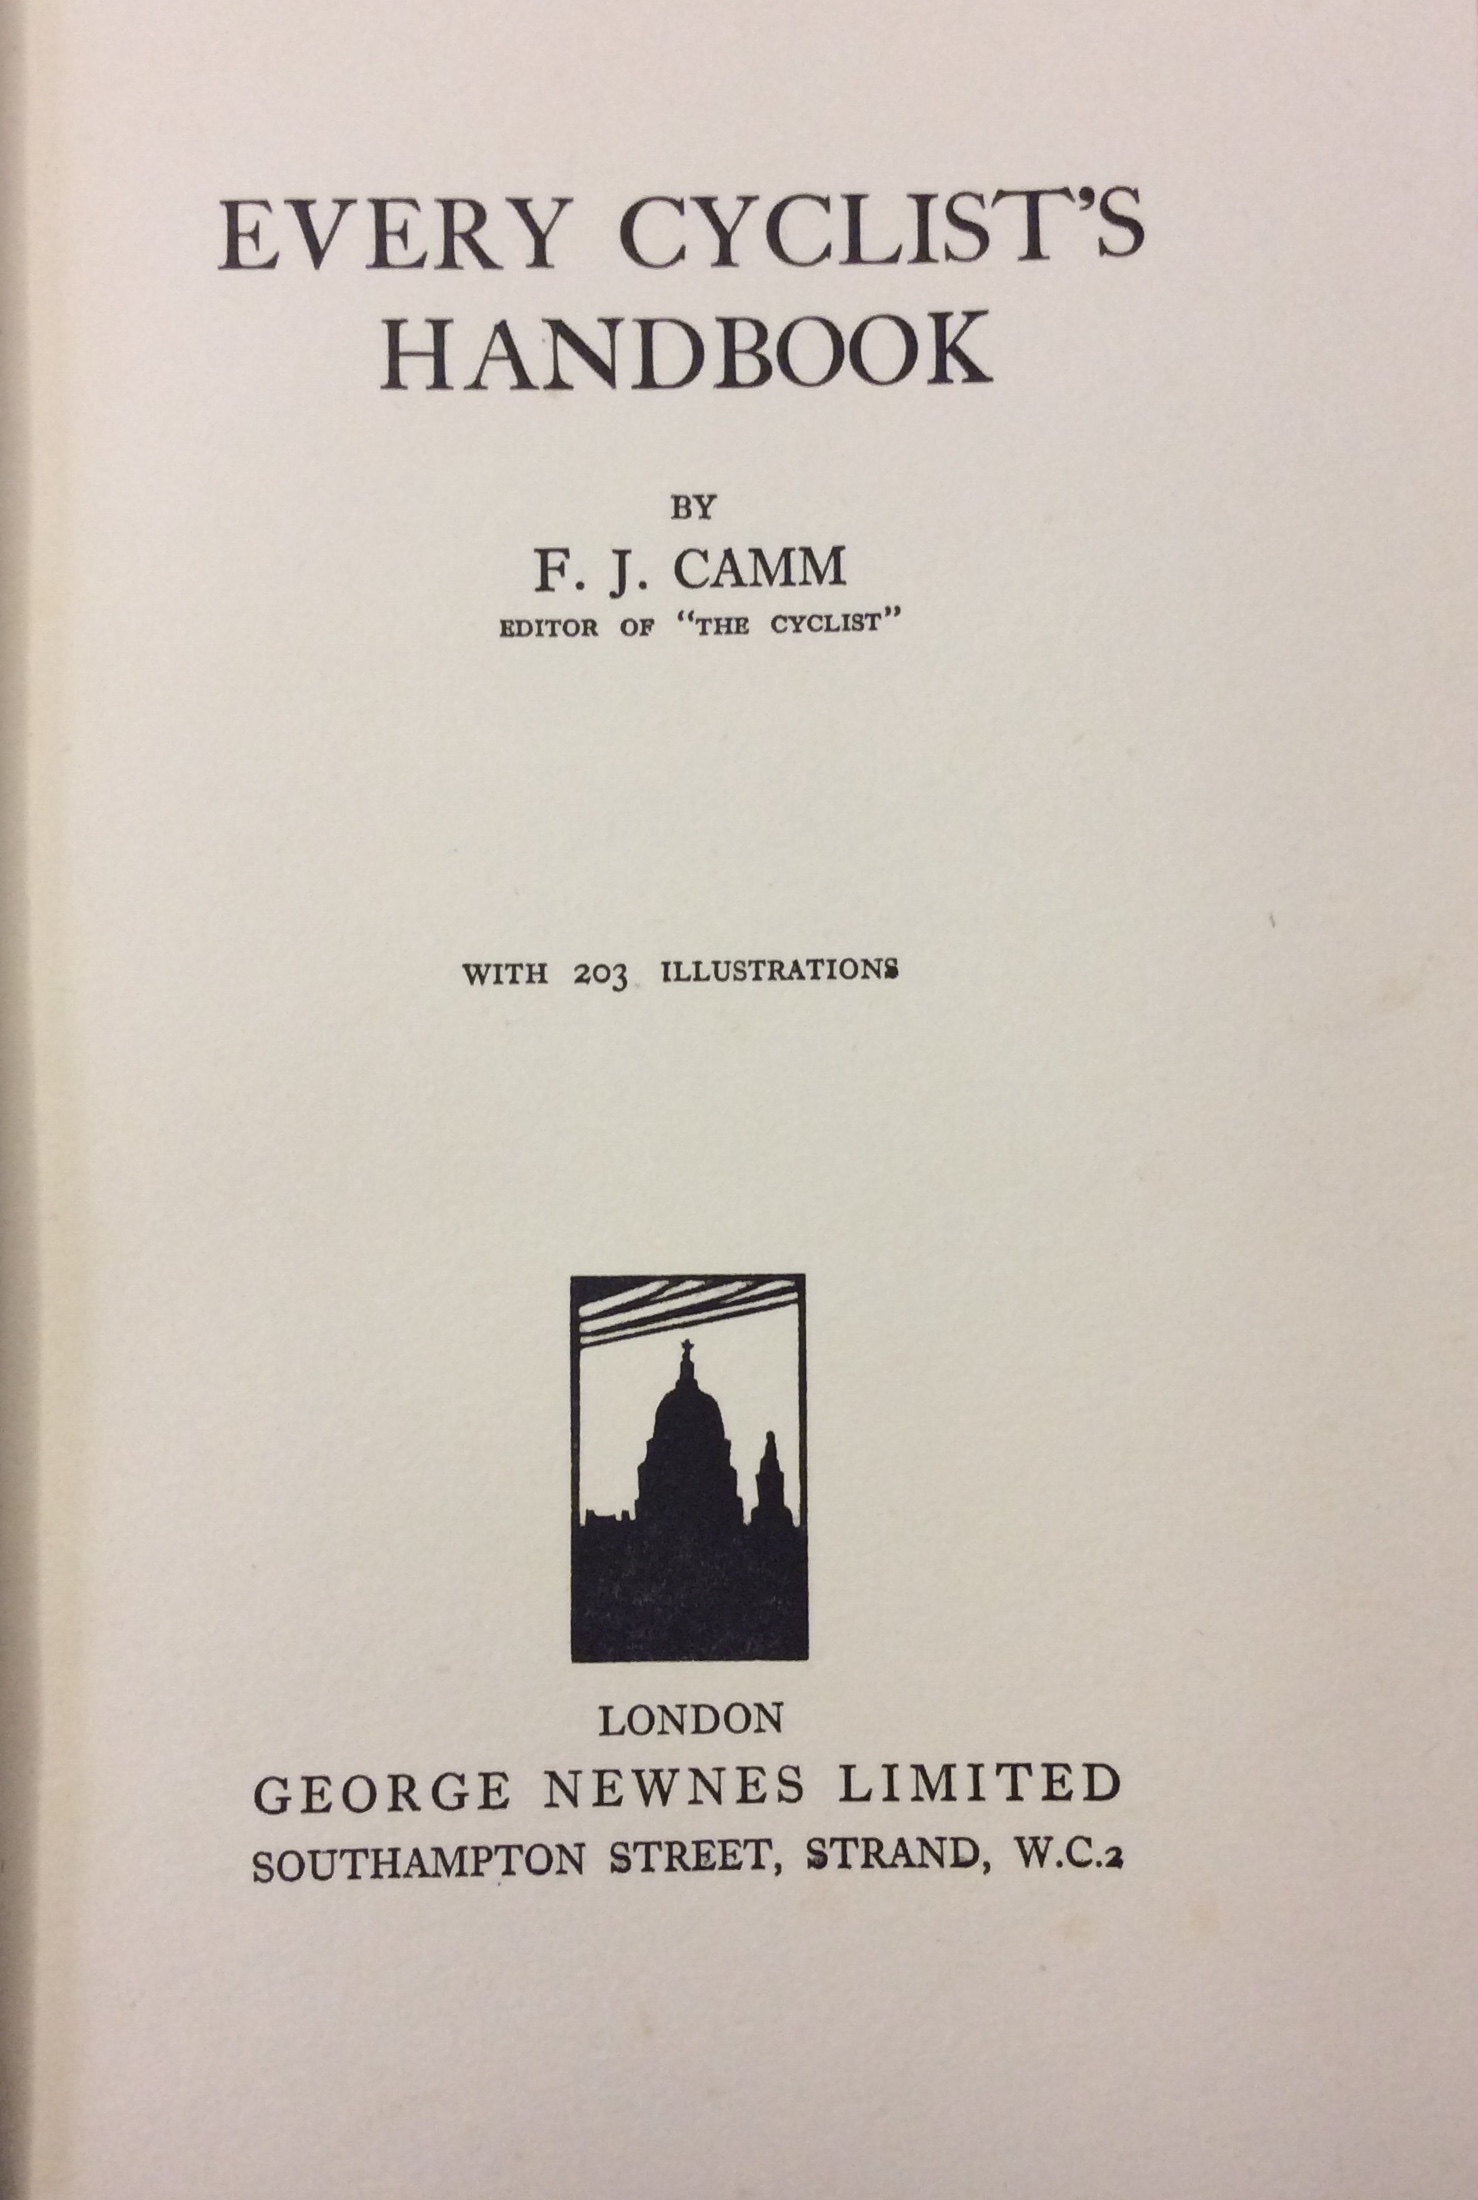 EVERY CYCLIST'S
HANDBOOK
BY
F. J. CAMM
EDITOR OF “THE CYCLIST”
WITH 203 ILLUSTRATIONS
LONDON
GEORGE NEWNES LIMITED
SOUTHAMPTON STREET, STRAND, W.C.2